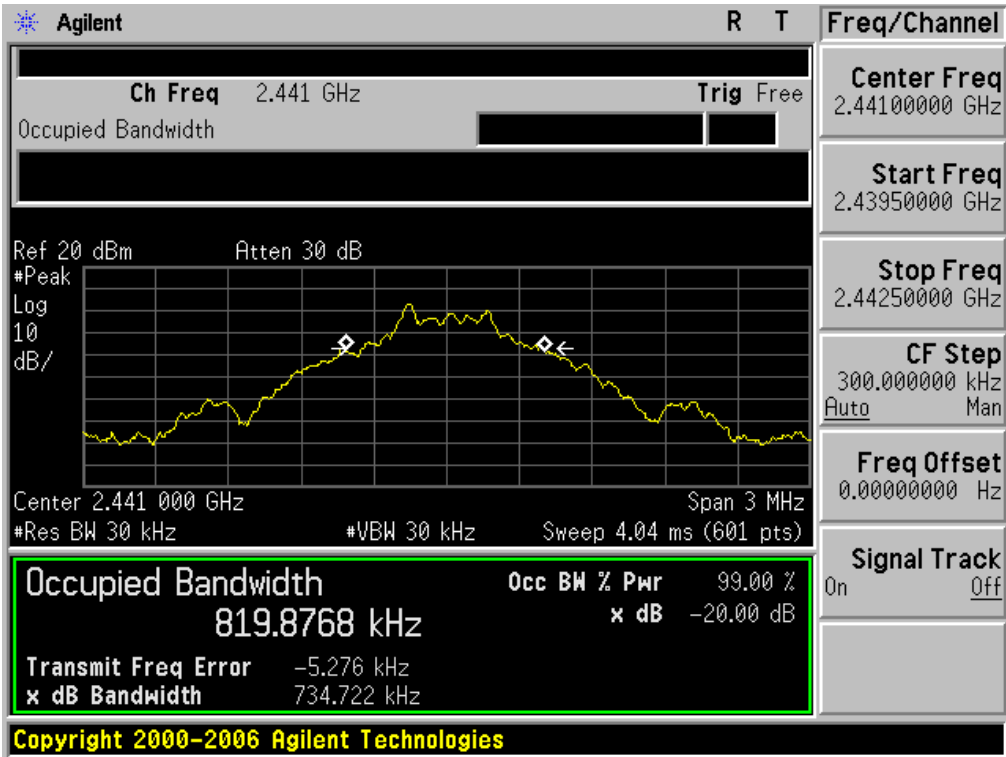 Agilent R T
Freq/Channel
Ch Freq 2.441 GHz Trig Free
Occupied Bandwidth
Center Freq
2.44100000 GHz
Start Freq
2.43950000 GHz
Stop Freq
2.44250000 GHz
CF Step
300.000000 kHz
Auto Man
Freq Offset
0.00000000 Hz
Signal Track
On Off
Ref 20 dBm Atten 30 dB
#Peak
Log
10
dB/
Center 2.441 000 GHz Span 3 MHz
#Res BW 30 kHz #VBW 30 kHz Sweep 4.04 ms (601 pts)
Occupied Bandwidth
819.8768 kHz
Occ BW % Pwr 99.00 %
x dB -20.00 dB
Transmit Freq Error -5.276 kHz
x dB Bandwidth 734.722 kHz
Copyright 2000-2006 Agilent Technologies